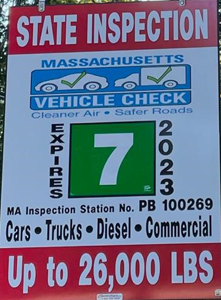 STATE INSPECTION
MASSACHUSETTS
VEHICLE CHECK
Cleaner Air • Safer Roads
EXPIRES
7
2023
MA Inspection Station No. PB 100269
Cars • Trucks • Diesel • Commercial
Up to 26,000 LBS